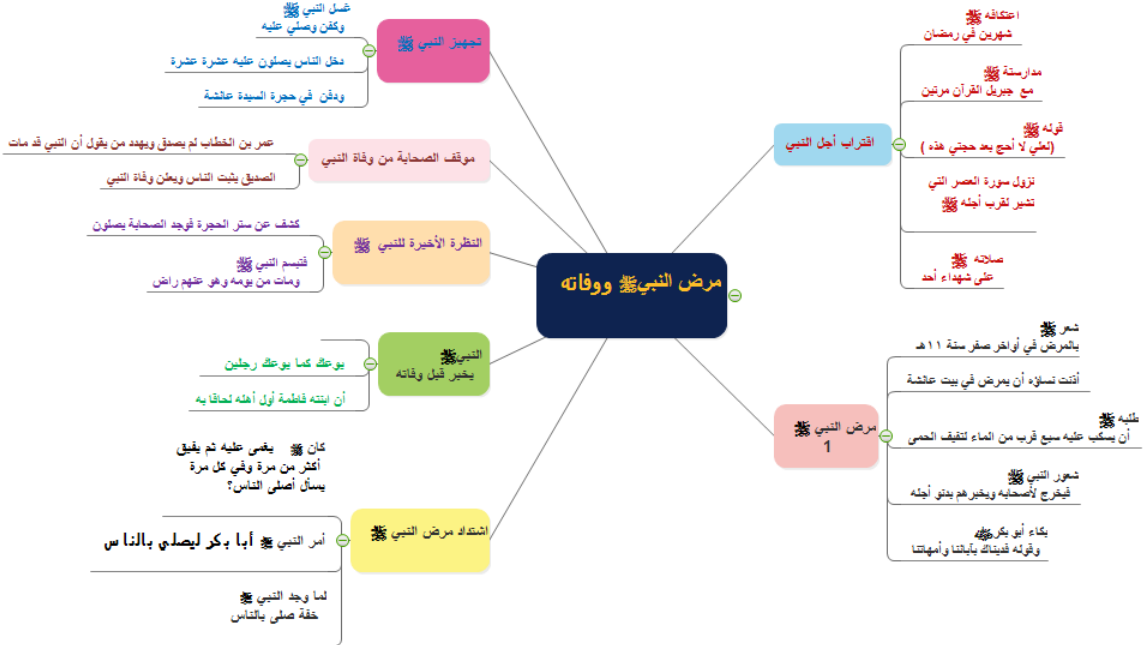 مرض النبي ﷺ ووفاته
اقتراب أجل النبي
اعتكافه ﷺ
شهرين في رمضان
مدارسته ﷺ
مع جبريل القرآن مرتين
قوله ﷺ
(لعلي لا أحج بعد حجتي هذه )
نزول سورة العصر التي
تشير لقرب أجله ﷺ
صلاته ﷺ
على شهداء أحد
مرض النبي ﷺ
1
شعر ﷺ
بالمرض في أواخر صفر سنة ١١هـ
أذنت نساؤه أن يمرض في بيت عائشة
طلبه ﷺ
أن يسكب عليه سبع قرب من الماء لتخفيف الحمى
شعور النبي ﷺ
فيخرج لأصحابه ويخبرهم بدنو أجله
بكاء أبو بكر
وقوله فديناك بآبائنا وأمهاتنا
تجهيز النبي ﷺ
غسل النبي ﷺ
وكفن وصلي عليه
دخل الناس يصلون عليه عشرة عشرة
ودفن في حجرة السيدة عائشة
موقف الصحابة من وفاة النبي
عمر بن الخطاب لم يصدق ويهدد من يقول أن النبي قد مات
الصديق يثبت الناس ويعلن وفاة النبي
النظرة الأخيرة للنبي ﷺ
كشف عن ستر الحجرة فوجد الصحابة يصلون
فتبسم النبي ﷺ
ومات من يومه وهو عنهم راض
النبي ﷺ
يخبر قبل وفاته
يوعك كما يوعك رجلين
أن ابنته فاطمة أول أهله لحاقا به
اشتداد مرض النبي ﷺ
كان ﷺ يغمى عليه ثم يفيق
أكثر من مرة وفي كل مرة
يسأل أصلى الناس؟
أمر النبي ﷺ أبا بكر ليصلي بالناس
لما وجد النبي ﷺ
خفة صلى بالناس